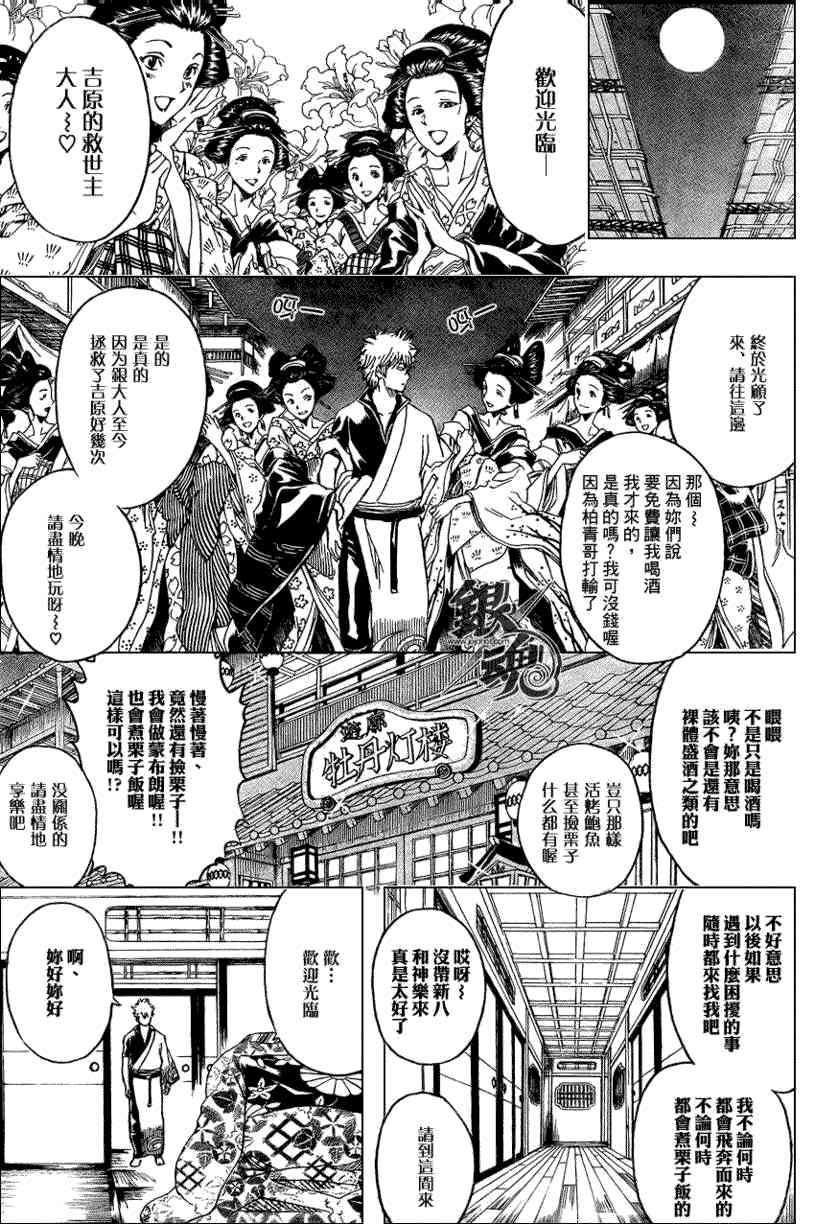 歡迎光臨—
吉原的救世主
大人~♡
終於光顧了
來、請往這邊
那個~
因為妳們說
要免費讓我喝酒
我才來的,
是真的嗎?我可沒錢喔
因為柏青哥打輸了
是的
是真的
因为銀大人至今
拯救了吉原好幾次
今晚
請盡情地玩呀~♡
銀魂
喂喂
不是只是喝酒嗎
咦?妳那意思
該不會是還有
裸體盛酒之類的吧
豈只那樣
活烤鮑魚
甚至撿栗子
什么都有喔
遊廓
牡丹灯楼
慢著慢著、
竟然還有撿栗子—!!
我會做蒙布朗喔!!
也會煮栗子飯喔
這樣可以嗎!?
没關係的
請盡情地
享樂吧
不好意思
以後如果
遇到什麼困擾的事
隨時都來找我吧
我不論何時
都會飛奔而來的
不論何時
都會煮栗子飯的
哎呀~
沒帶新八
和神樂來
真是太好了
請到這間來
歡…
歡迎光臨
啊、
妳好妳好